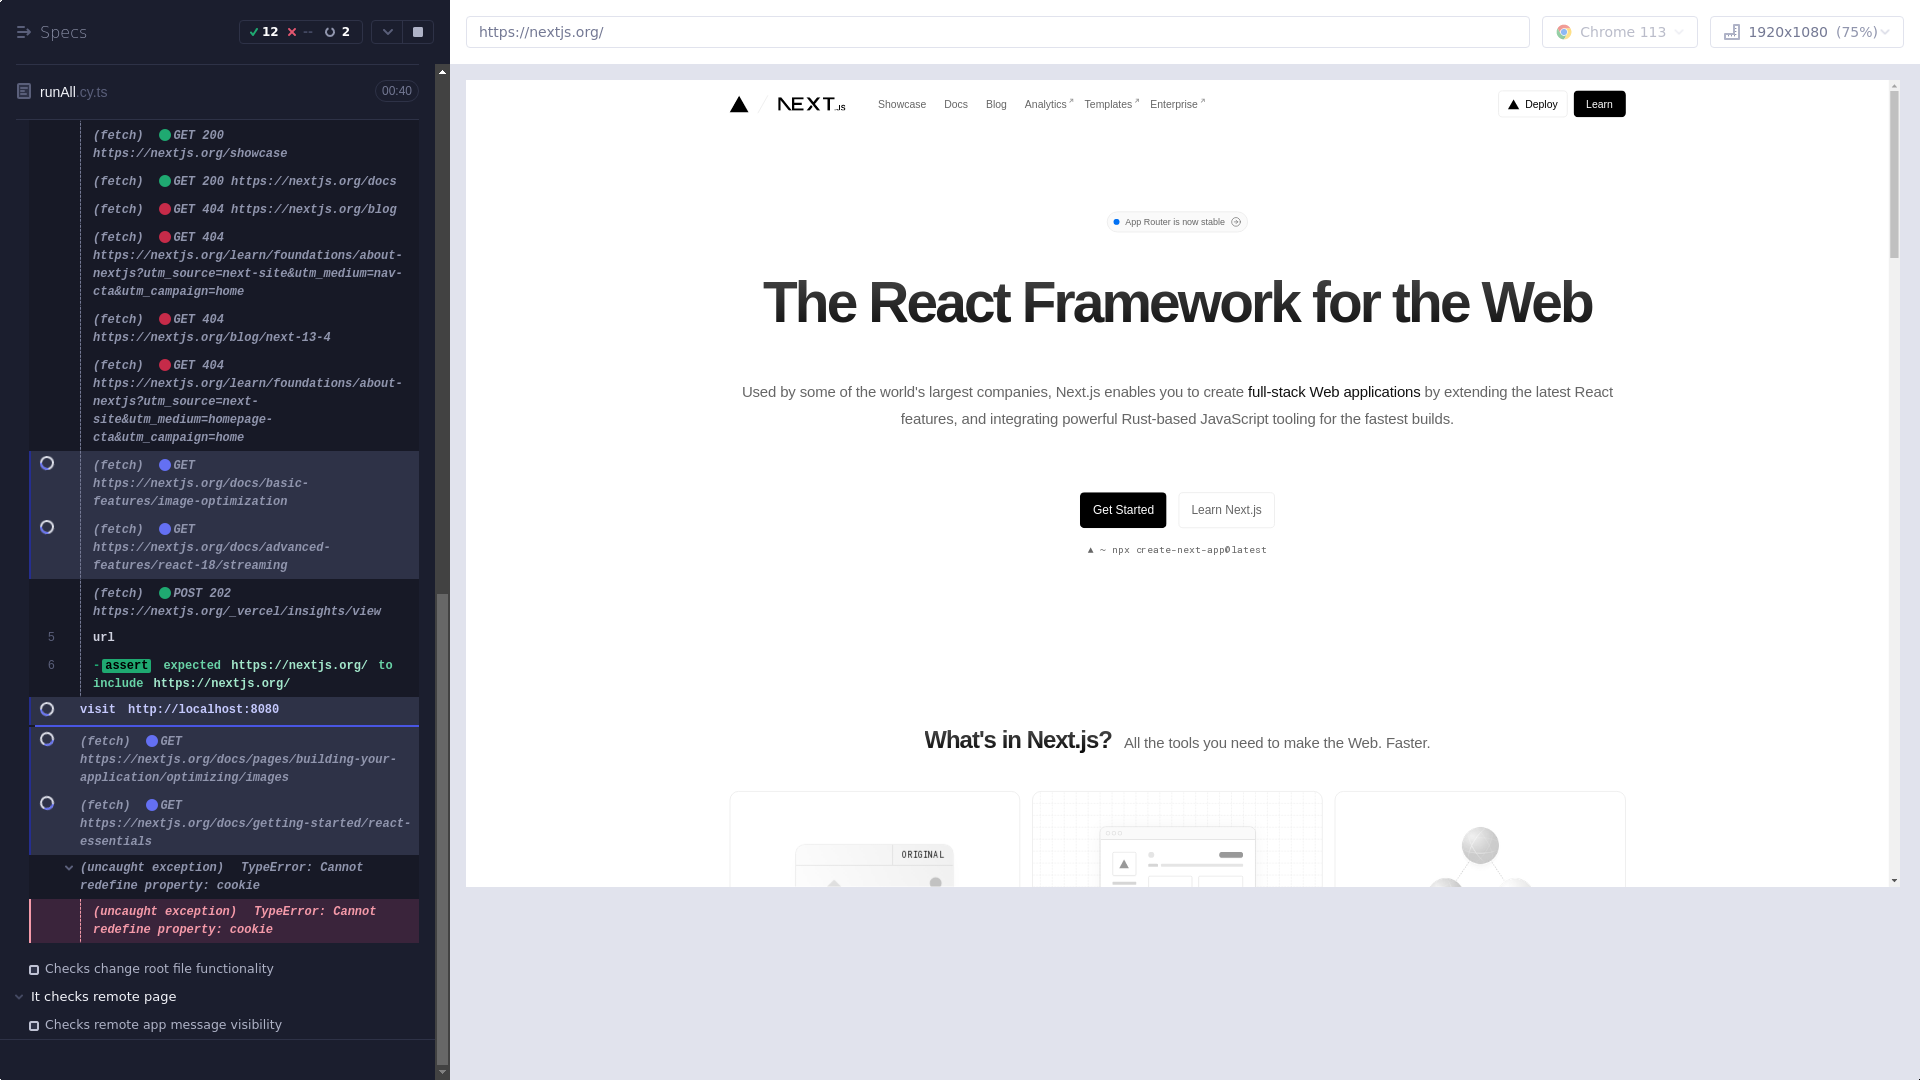 Specs
12
--
2
runAll.cy.ts
00:40
(fetch) GET 200
https://nextjs.org/showcase
(fetch) GET 200 https://nextjs.org/docs
(fetch) GET 404 https://nextjs.org/blog
(fetch) GET 404
https://nextjs.org/learn/foundations/about-
nextjs?utm_source=next-site&utm_medium=nav-
cta&utm_campaign=home
(fetch) GET 404
https://nextjs.org/blog/next-13-4
(fetch) GET 404
https://nextjs.org/learn/foundations/about-
nextjs?utm_source=next-
site&utm_medium=homepage-
cta&utm_campaign=home
(fetch) GET
https://nextjs.org/docs/basic-
features/image-optimization
(fetch) GET
https://nextjs.org/docs/advanced-
features/react-18/streaming
(fetch) POST 202
https://nextjs.org/_vercel/insights/view
5 url
6 -assert expected https://nextjs.org/ to
include https://nextjs.org/
visit http://localhost:8080
(fetch) GET
https://nextjs.org/docs/pages/building-your-
application/optimizing/images
(fetch) GET
https://nextjs.org/docs/getting-started/react-
essentials
(uncaught exception) TypeError: Cannot
redefine property: cookie
(uncaught exception) TypeError: Cannot
redefine property: cookie
Checks change root file functionality
It checks remote page
Checks remote app message visibility
https://nextjs.org/
Chrome 113
1920x1080 (75%)
NEXT.JS
Showcase
Docs
Blog
Analytics
Templates
Enterprise
Deploy
Learn
App Router is now stable
The React Framework for the Web
Used by some of the world's largest companies, Next.js enables you to create full-stack Web applications by extending the latest React
features, and integrating powerful Rust-based JavaScript tooling for the fastest builds.
Get Started
Learn Next.js
▲ ~ npx create-next-app@latest
What's in Next.js? All the tools you need to make the Web. Faster.
ORIGINAL